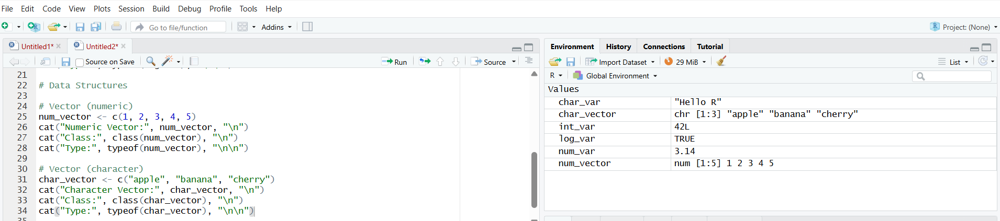 File Edit Code View Plots Session Build Debug Profile Tools Help
Go to file/function Addins Project: (None)
Untitled1* Untitled2*
Source on Save Run Source
21
22 # Data Structures
23
24 # Vector (numeric)
25 num_vector <- c(1, 2, 3, 4, 5)
26 cat("Numeric Vector:", num_vector, "\n")
27 cat("Class:", class(num_vector), "\n")
28 cat("Type:", typeof(num_vector), "\n\n")
29
30 # Vector (character)
31 char_vector <- c("apple", "banana", "cherry")
32 cat("Character Vector:", char_vector, "\n")
33 cat("Class:", class(char_vector), "\n")
34 cat("Type:", typeof(char_vector), "\n\n")
35
Environment History Connections Tutorial
Import Dataset 29 MiB List
R Global Environment
Values
char_var "Hello R"
char_vector chr [1:3] "apple" "banana" "cherry"
int_var 42L
log_var TRUE
num_var 3.14
num_vector num [1:5] 1 2 3 4 5